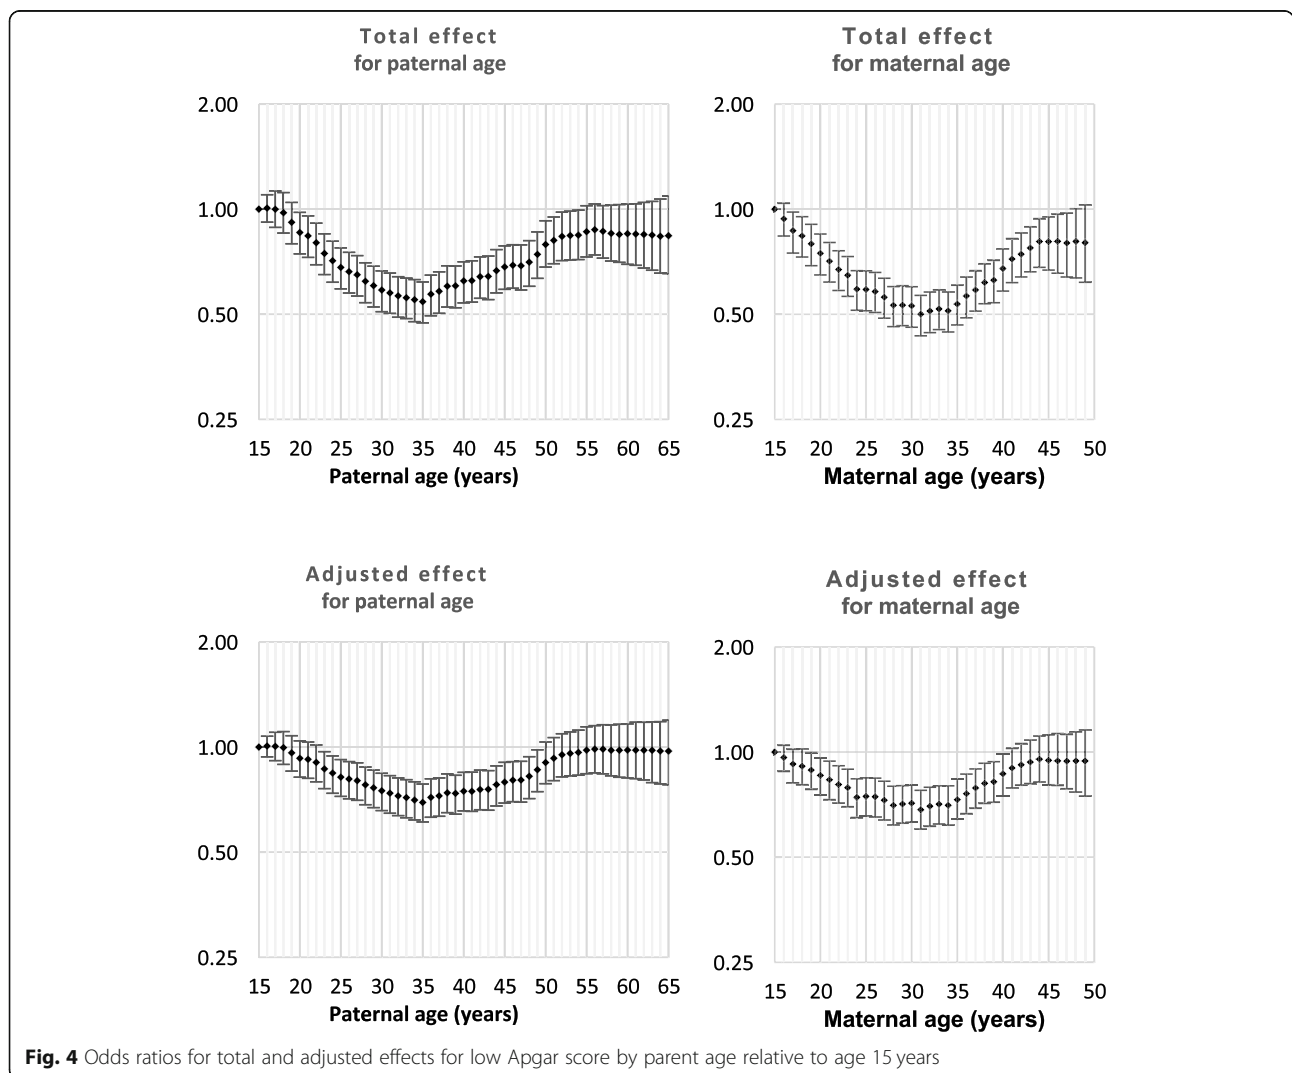 Total effect
for paternal age
2.00
1.00
0.50
0.25
15 20 25 30 35 40 45 50 55 60 65
Paternal age (years)
Total effect
for maternal age
2.00
1.00
0.50
0.25
15 20 25 30 35 40 45 50
Maternal age (years)
Adjusted effect
for paternal age
2.00
1.00
0.50
0.25
15 20 25 30 35 40 45 50 55 60 65
Paternal age (years)
Adjusted effect
for maternal age
2.00
1.00
0.50
0.25
15 20 25 30 35 40 45 50
Maternal age (years)
Fig. 4 Odds ratios for total and adjusted effects for low Apgar score by parent age relative to age 15 years